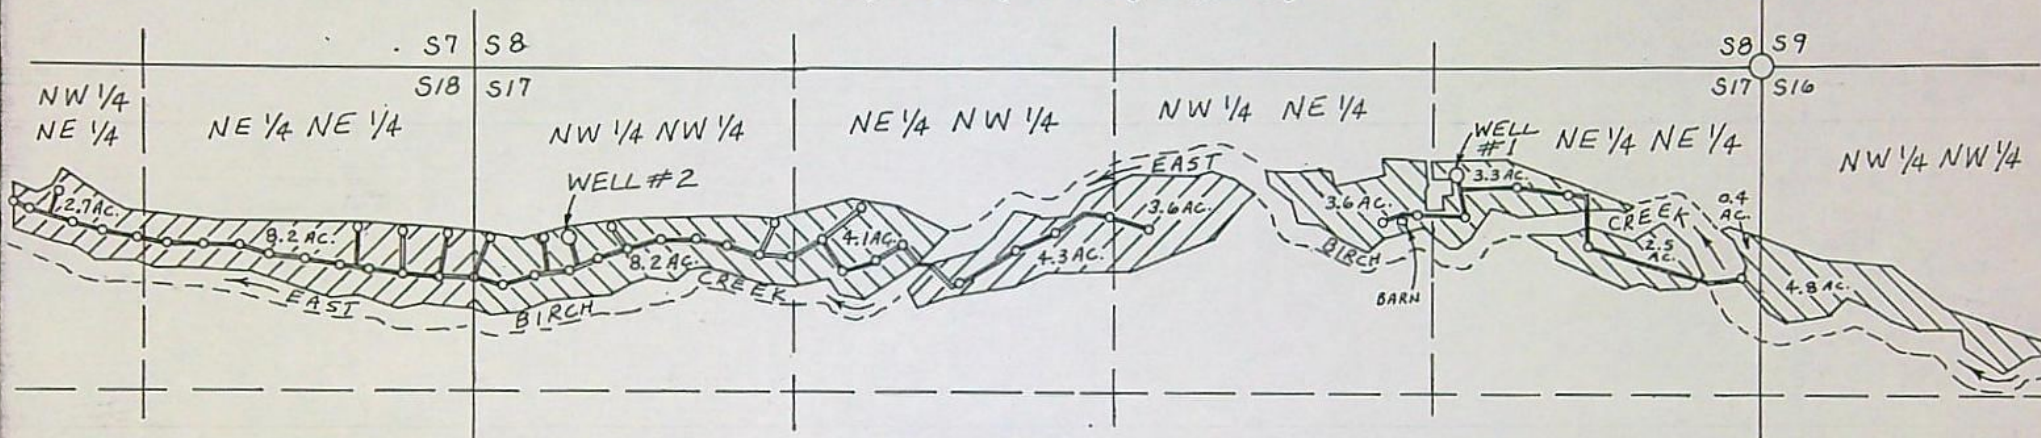 S7 S8
S8 S9
S18 S17
S17 S16
NW 1/4
NE 1/4
NE 1/4 NE 1/4
NW 1/4 NW 1/4
NE 1/4 NW 1/4
NW 1/4 NE 1/4
WELL
#1
NE 1/4 NE 1/4
NW 1/4 NW 1/4
WELL #2
EAST
2.7 AC.
8.2 AC.
8.2 AC.
4.1 AC.
4.3 AC.
3.6 AC.
3.6 AC.
3.3 AC.
CREEK
0.4
AC.
2.5
AC.
4.8 AC.
BIRCH
BARN
EAST
BIRCH
CREEK